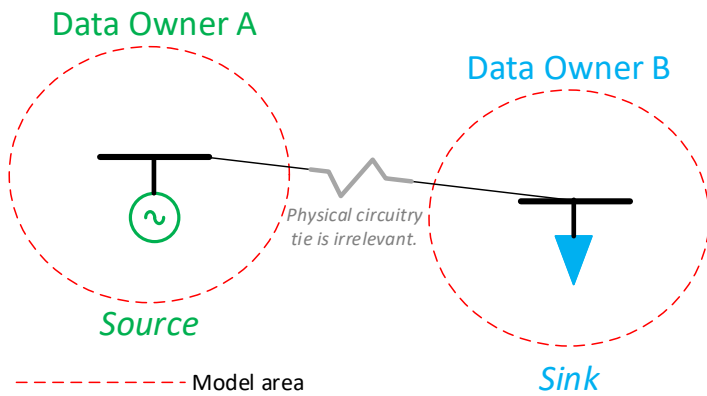 Data Owner A
Data Owner B
Physical circuitry
tie is irrelevant.
Source
Sink
Model area